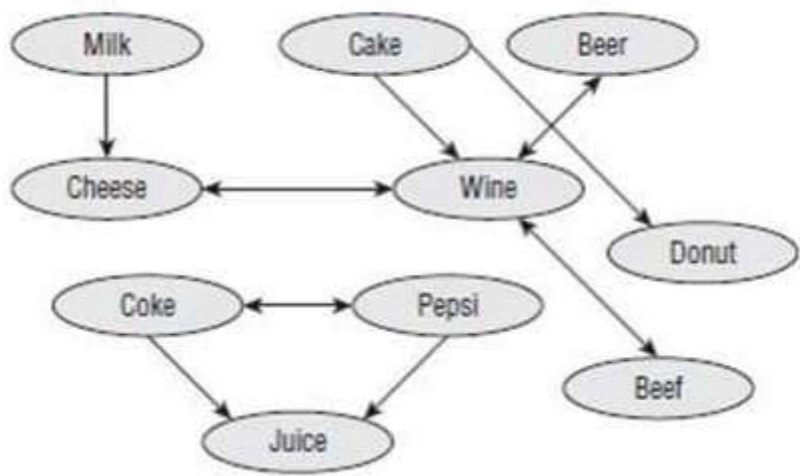 Milk
Cake
Beer
Cheese
Wine
Donut
Coke
Pepsi
Beef
Juice